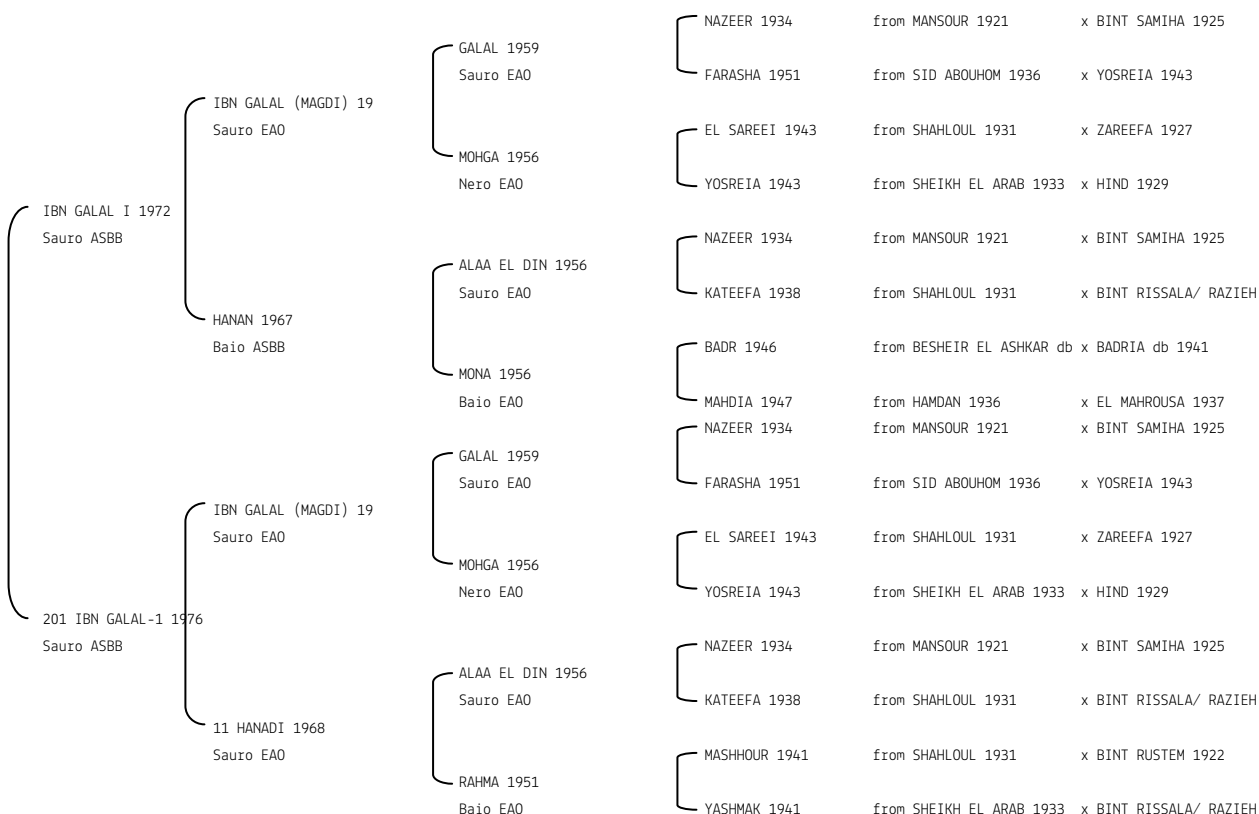 NAZEER 1934 from MANSOUR 1921 x BINT SAMIHA 1925
GALAL 1959
Sauro EAO
FARASHA 1951 from SID ABOUHOM 1936 x YOSREIA 1943
IBN GALAL (MAGDI) 19
Sauro EAO
EL SAREEI 1943 from SHAHLOUL 1931 x ZAREEFA 1927
MOHGA 1956
Nero EAO
YOSREIA 1943 from SHEIKH EL ARAB 1933 x HIND 1929
IBN GALAL I 1972
Sauro ASBB
NAZEER 1934 from MANSOUR 1921 x BINT SAMIHA 1925
ALAA EL DIN 1956
Sauro EAO
KATEEFA 1938 from SHAHLOUL 1931 x BINT RISSALA/ RAZIEH
HANAN 1967
Baio ASBB
BADR 1946 from BESHEIR EL ASHKAR db x BADRIA db 1941
MONA 1956
Baio EAO
MAHDIA 1947 from HAMDAN 1936 x EL MAHROUSA 1937
NAZEER 1934 from MANSOUR 1921 x BINT SAMIHA 1925
GALAL 1959
Sauro EAO
FARASHA 1951 from SID ABOUHOM 1936 x YOSREIA 1943
IBN GALAL (MAGDI) 19
Sauro EAO
EL SAREEI 1943 from SHAHLOUL 1931 x ZAREEFA 1927
MOHGA 1956
Nero EAO
YOSREIA 1943 from SHEIKH EL ARAB 1933 x HIND 1929
201 IBN GALAL-1 1976
Sauro ASBB
NAZEER 1934 from MANSOUR 1921 x BINT SAMIHA 1925
ALAA EL DIN 1956
Sauro EAO
KATEEFA 1938 from SHAHLOUL 1931 x BINT RISSALA/ RAZIEH
11 HANADI 1968
Sauro EAO
MASHHOUR 1941 from SHAHLOUL 1931 x BINT RUSTEM 1922
RAHMA 1951
Baio EAO
YASHMAK 1941 from SHEIKH EL ARAB 1933 x BINT RISSALA/ RAZIEH